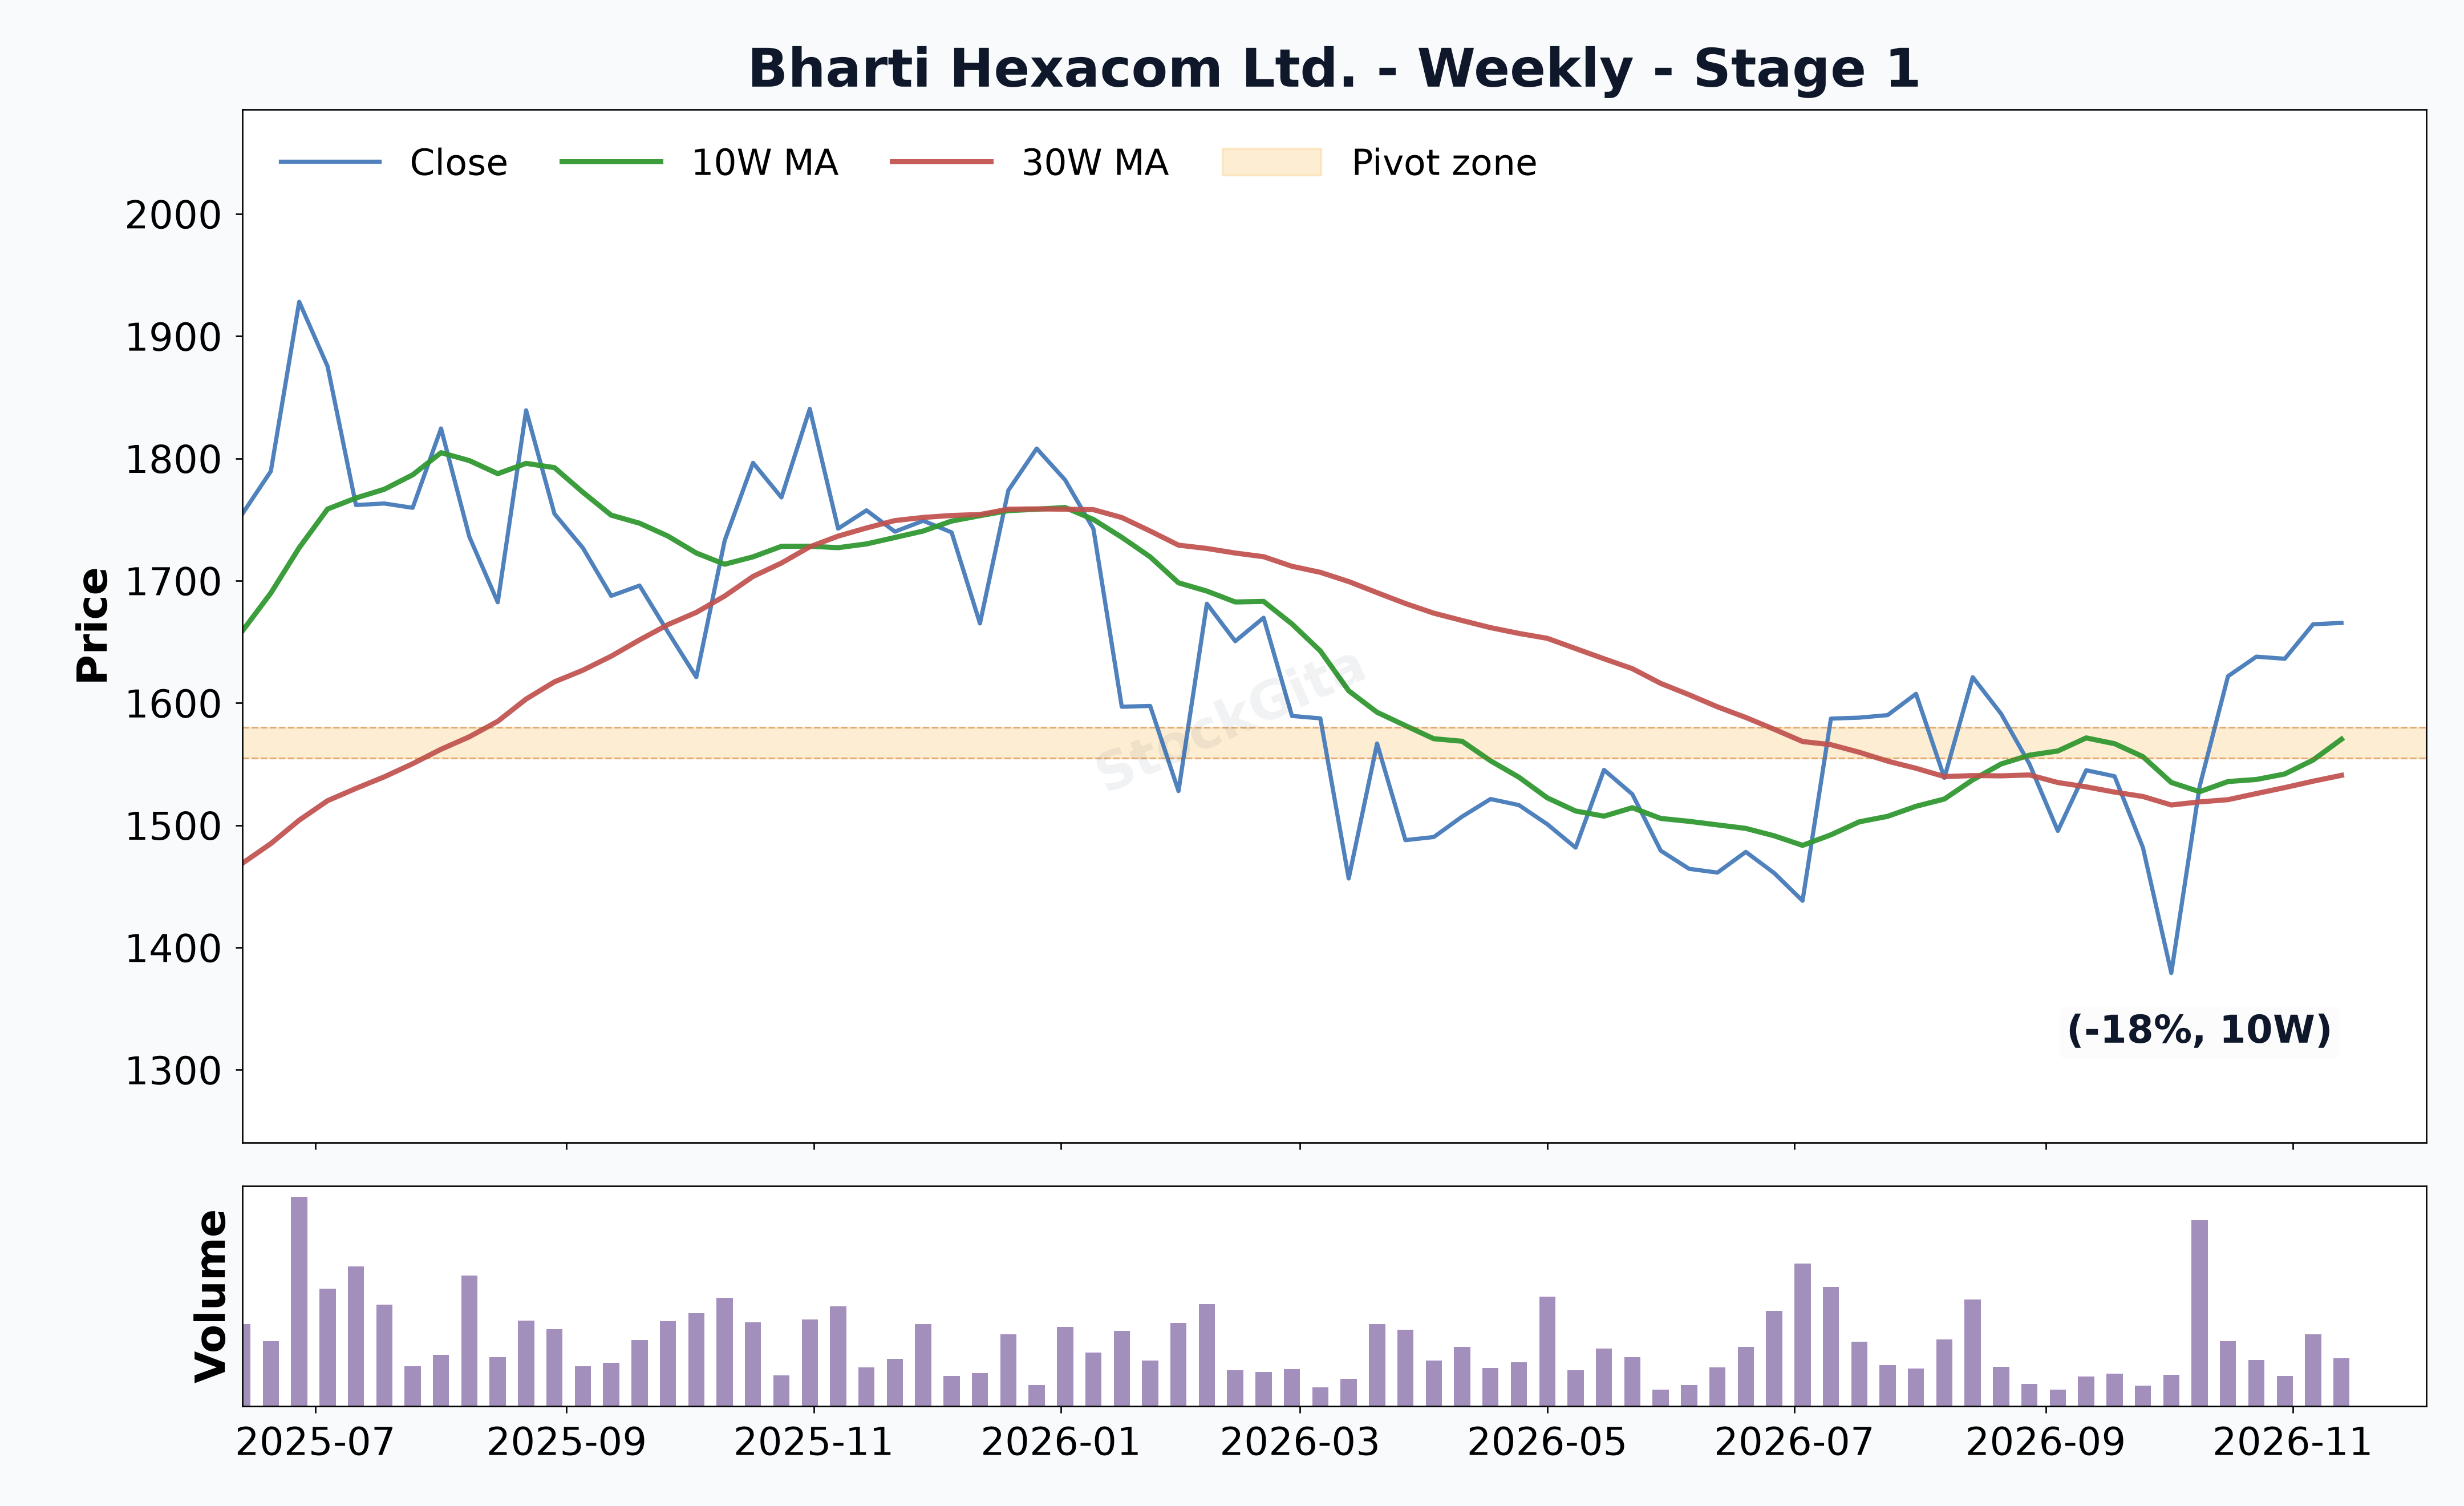 Bharti Hexacom Ltd. - Weekly - Stage 1
Close 10W MA 30W MA Pivot zone
2000
1900
1800
1700
1600
1500
1400
1300
Price
StockGita
(-18%, 10W)
Volume
2025-07 2025-09 2025-11 2026-01 2026-03 2026-05 2026-07 2026-09 2026-11